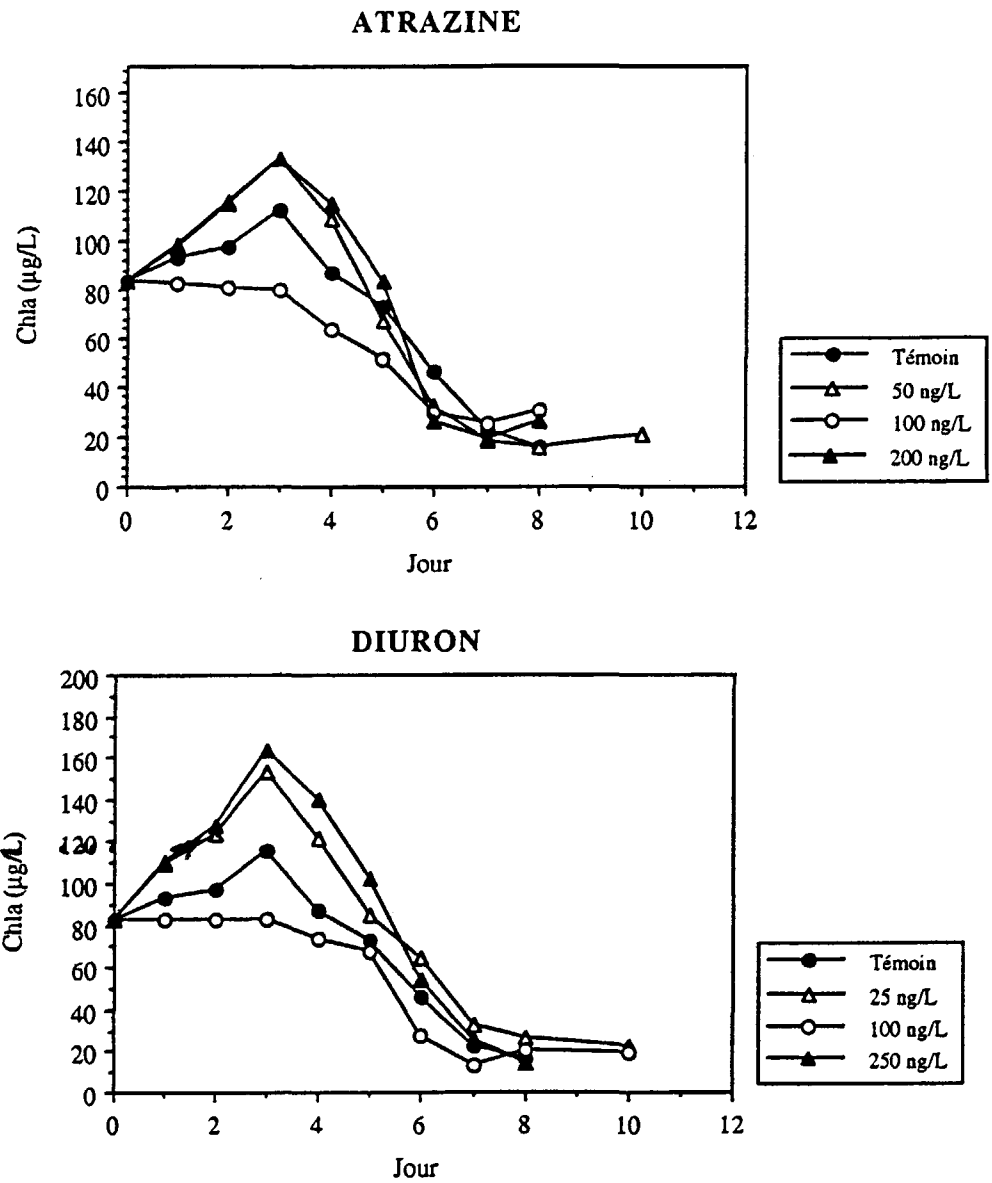 ATRAZINE
160
140
120
100
80
60
40
20
0
Chla (µg/L)
0 2 4 6 8 10 12
Jour
Témoin
50 ng/L
100 ng/L
200 ng/L
DIURON
200
180
160
140
120
100
80
60
40
20
0
Chla (µg/L)
0 2 4 6 8 10 12
Jour
Témoin
25 ng/L
100 ng/L
250 ng/L